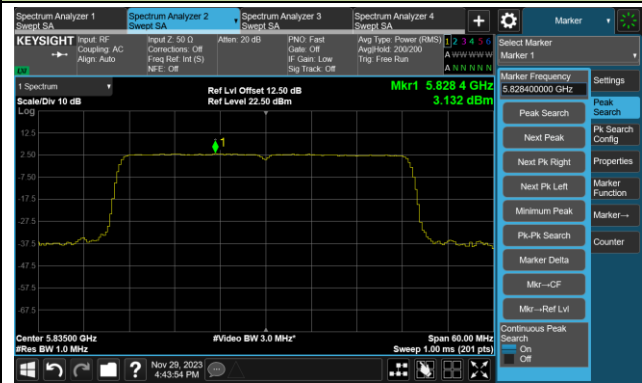 Spectrum Analyzer 1
Swept SA
Spectrum Analyzer 2
Swept SA
Spectrum Analyzer 3
Swept SA
Spectrum Analyzer 4
Swept SA
+
Marker
KEYSIGHT
Input: RF
Coupling: AC
Align: Auto
Input Z: 50 Ω
Corrections: Off
Freq Ref: Int (S)
NFE: Off
Atten: 20 dB
PNO: Fast
Gate: Off
IF Gain: Low
Sig Track: Off
Avg Type: Power (RMS)
Avg|Hold: 200/200
Trig: Free Run
1 2 3 4 5 6
A W W W W W
A N N N N N
Select Marker
Marker 1
1 Spectrum
Scale/Div 10 dB
Ref Lvl Offset 12.50 dB
Ref Level 22.50 dBm
Mkr1 5.828 4 GHz
3.132 dBm
Log
12.5
2.50
-7.50
-17.5
-27.5
-37.5
-47.5
-57.5
-67.5
1
Center 5.83500 GHz
#Res BW 1.0 MHz
#Video BW 3.0 MHz*
Span 60.00 MHz
Sweep 1.00 ms (201 pts)
Marker Frequency
5.828400000 GHz
Peak Search
Next Peak
Next Pk Right
Next Pk Left
Minimum Peak
Pk-Pk Search
Marker Delta
Mkr→CF
Mkr→Ref Lvl
Continuous Peak
Search
On
Off
Settings
Peak
Search
Pk Search
Config
Properties
Marker
Function
Marker→
Counter
?
Nov 29, 2023
4:43:54 PM